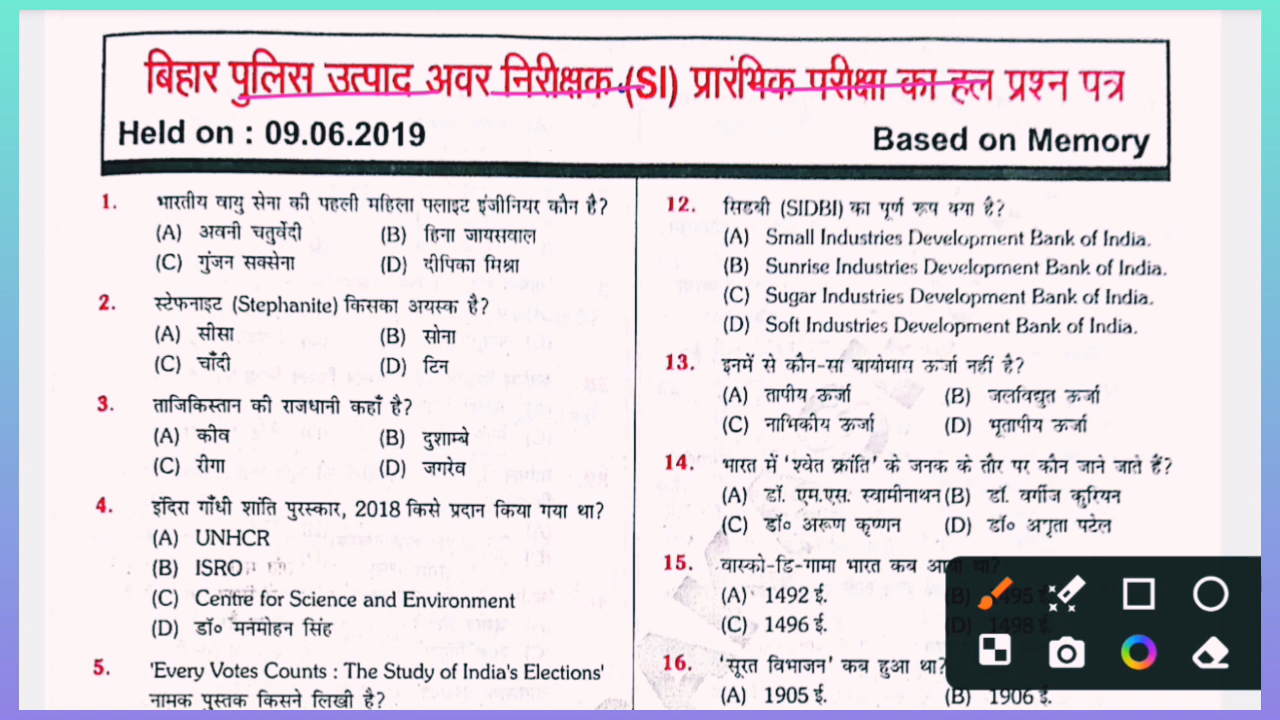 बिहार पुलिस उत्पाद अवर निरीक्षक (SI) प्रारंभिक परीक्षा का हल प्रश्न पत्र
Held on : 09.06.2019
Based on Memory
1. भारतीय वायु सेना की पहली महिला फ्लाइट इंजीनियर कौन है?
(A) अवनी चतुर्वेदी (B) हिना जायसवाल
(C) गुंजन सक्सेना (D) दीपिका मिश्रा
2. स्टेफनाइट (Stephanite) किसका अयस्क है?
(A) सीसा (B) सोना
(C) चाँदी (D) टिन
3. ताजिकिस्तान की राजधानी कहाँ है?
(A) कीव (B) दुशाम्बे
(C) रीगा (D) जगरेव
4. इंदिरा गाँधी शांति पुरस्कार, 2018 किसे प्रदान किया गया था?
(A) UNHCR
(B) ISRO
(C) Centre for Science and Environment
(D) डॉ० मनमोहन सिंह
5. 'Every Votes Counts : The Study of India's Elections'
नामक पुस्तक किसने लिखी है?
12. सिडबी (SIDBI) का पूर्ण रूप क्या है?
(A) Small Industries Development Bank of India.
(B) Sunrise Industries Development Bank of India.
(C) Sugar Industries Development Bank of India.
(D) Soft Industries Development Bank of India.
13. इनमें से कौन-सा बायोमास ऊर्जा नहीं है?
(A) तापीय ऊर्जा (B) जलविद्युत ऊर्जा
(C) नाभिकीय ऊर्जा (D) भूतापीय ऊर्जा
14. भारत में 'श्वेत क्रांति' के जनक के तौर पर कौन जाने जाते हैं?
(A) डॉ. एम.एस. स्वामीनाथन (B) डॉ. वर्गीज कुरियन
(C) डॉ० अरूण कृष्णन (D) डॉ० अमृता पटेल
15. वास्को-डि-गामा भारत कब आया था?
(A) 1492 ई. (B) 1495 ई.
(C) 1496 ई. (D) 1498 ई.
16. 'सूरत विभाजन' कब हुआ था?
(A) 1905 ई. (B) 1906 ई.